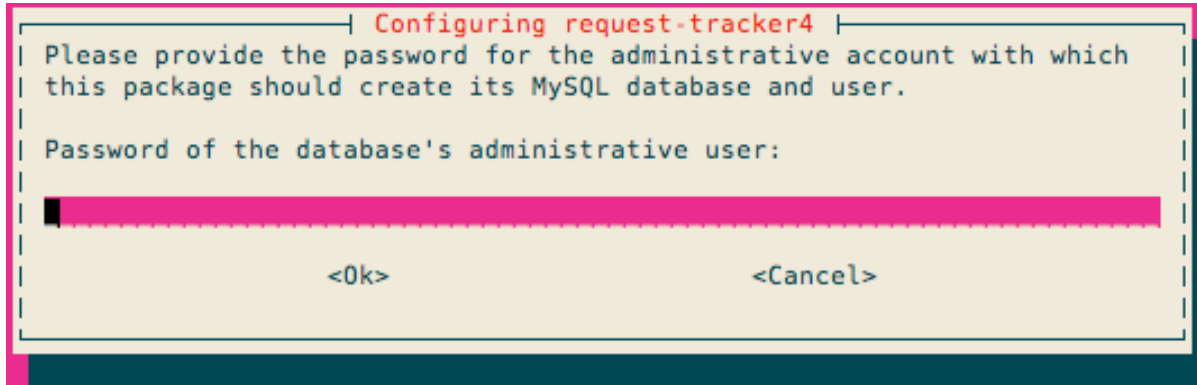 Configuring request-tracker4
Please provide the password for the administrative account with which
this package should create its MySQL database and user.
Password of the database's administrative user:
<Ok> <Cancel>